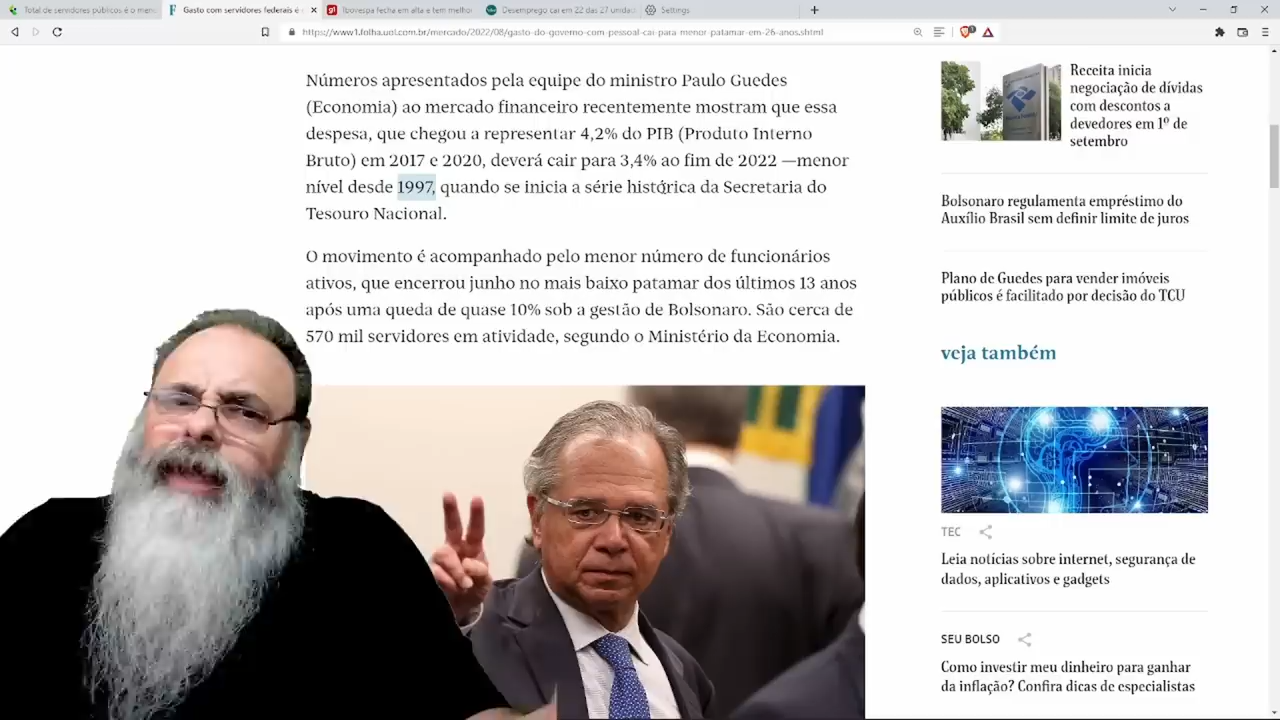 Total de servidores públicos é o meno
Gasto com servidores federais é
Ibovespa fecha em alta e tem melhor
Desemprego cai em 22 das 27 unidad
Settings
https://www1.folha.uol.com.br/mercado/2022/08/gasto-do-governo-com-pessoal-cai-para-menor-patamar-em-26-anos.shtml
Números apresentados pela equipe do ministro Paulo Guedes
(Economia) ao mercado financeiro recentemente mostram que essa
despesa, que chegou a representar 4,2% do PIB (Produto Interno
Bruto) em 2017 e 2020, deverá cair para 3,4% ao fim de 2022 —menor
nível desde 1997, quando se inicia a série histórica da Secretaria do
Tesouro Nacional.
O movimento é acompanhado pelo menor número de funcionários
ativos, que encerrou junho no mais baixo patamar dos últimos 13 anos
após uma queda de quase 10% sob a gestão de Bolsonaro. São cerca de
570 mil servidores em atividade, segundo o Ministério da Economia.
Receita inicia
negociação de dívidas
com descontos a
devedores em 1º de
setembro
Bolsonaro regulamenta empréstimo do
Auxílio Brasil sem definir limite de juros
Plano de Guedes para vender imóveis
públicos é facilitado por decisão do TCU
veja também
TEC
Leia notícias sobre internet, segurança de
dados, aplicativos e gadgets
SEU BOLSO
Como investir meu dinheiro para ganhar
da inflação? Confira dicas de especialistas